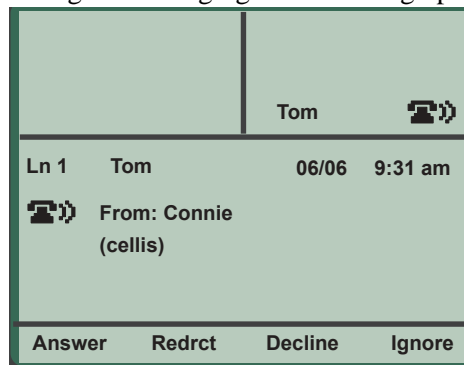 Tom
Ln 1 Tom 06/06 9:31 am
From: Connie
(cellis)
Answer Redrct Decline Ignore